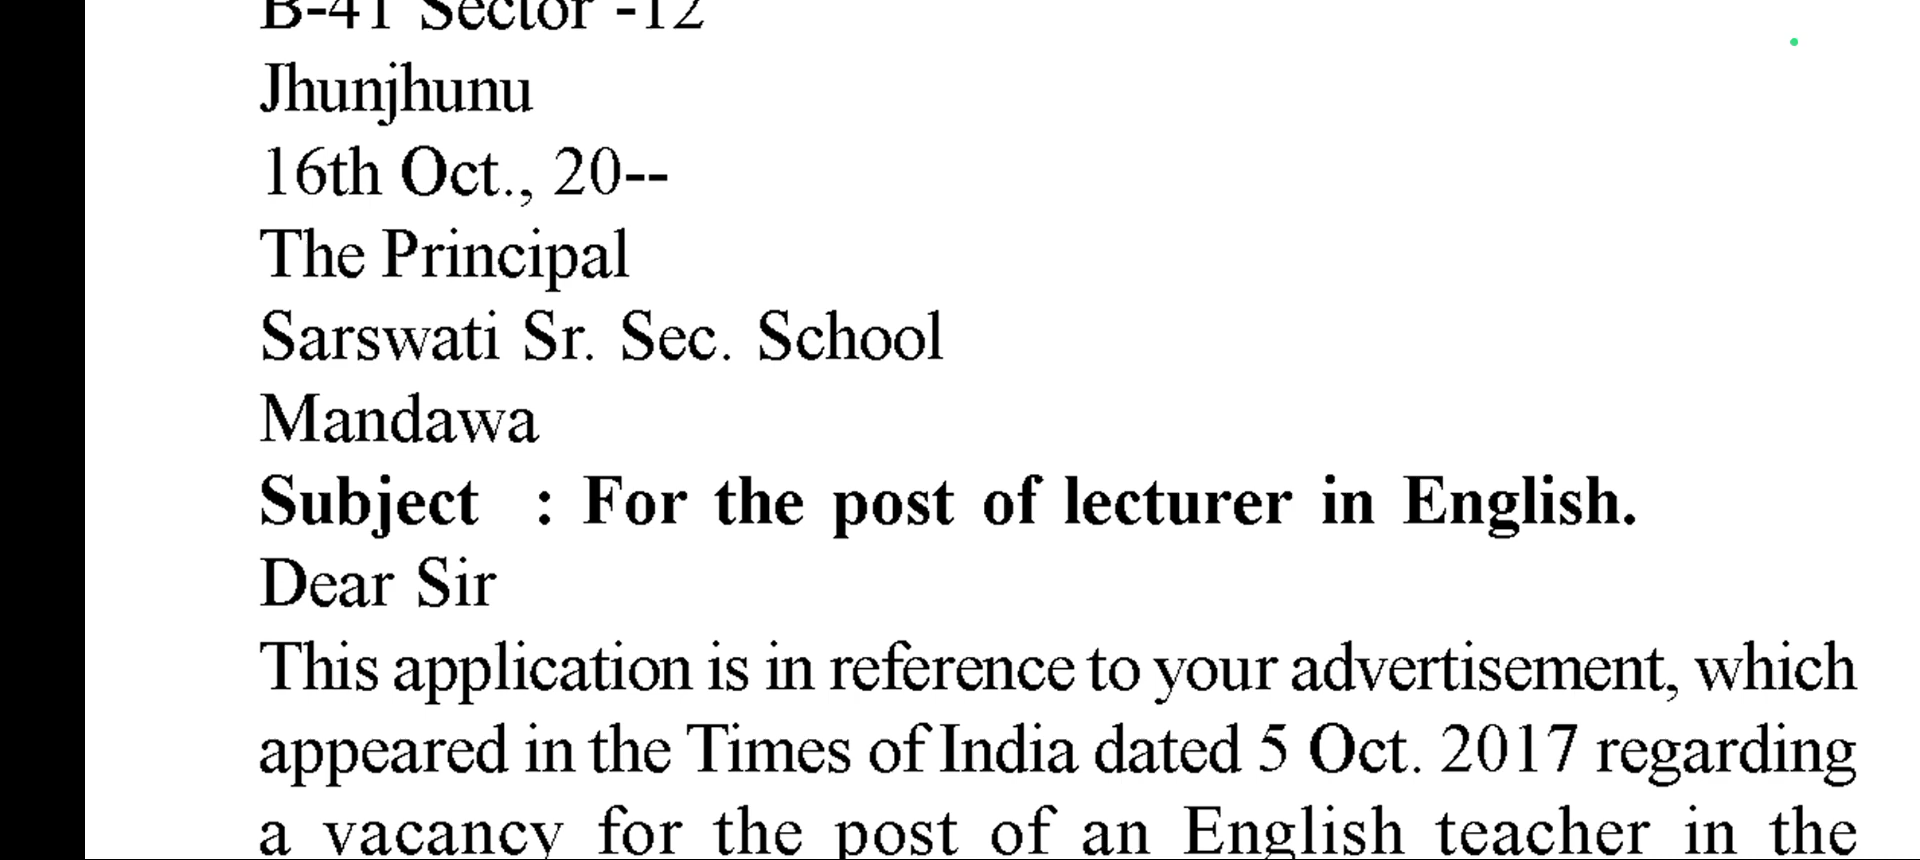 B-41 Sector -12
Jhunjhunu
16th Oct., 20--
The Principal
Sarswati Sr. Sec. School
Mandawa
Subject : For the post of lecturer in English.
Dear Sir
This application is in reference to your advertisement, which
appeared in the Times of India dated 5 Oct. 2017 regarding
a vacancy for the post of an English teacher in the